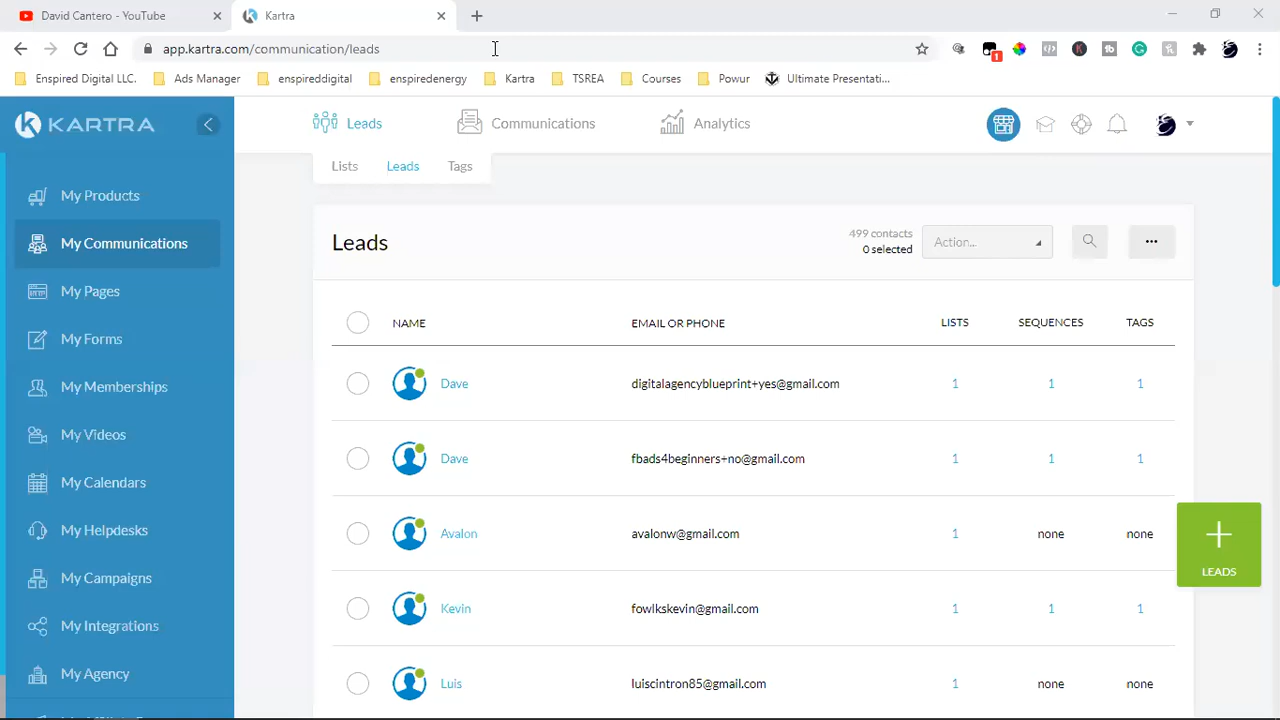 David Cantero - YouTube
Kartra
app.kartra.com/communication/leads
1
Enspired Digital LLC.
Ads Manager
enspireddigital
enspiredenergy
Kartra
TSREA
Courses
Powur
Ultimate Presentati...
KARTRA
Leads
Communications
Analytics
Lists
Leads
Tags
My Products
My Communications
My Pages
My Forms
My Memberships
My Videos
My Calendars
My Helpdesks
My Campaigns
My Integrations
My Agency
Leads
499 contacts
0 selected
Action...
NAME EMAIL OR PHONE LISTS SEQUENCES TAGS
Dave digitalagencyblueprint+yes@gmail.com 1 1 1
Dave fbads4beginners+no@gmail.com 1 1 1
Avalon avalonw@gmail.com 1 none none
Kevin fowlkskevin@gmail.com 1 1 1
Luis luiscintron85@gmail.com 1 none none
LEADS